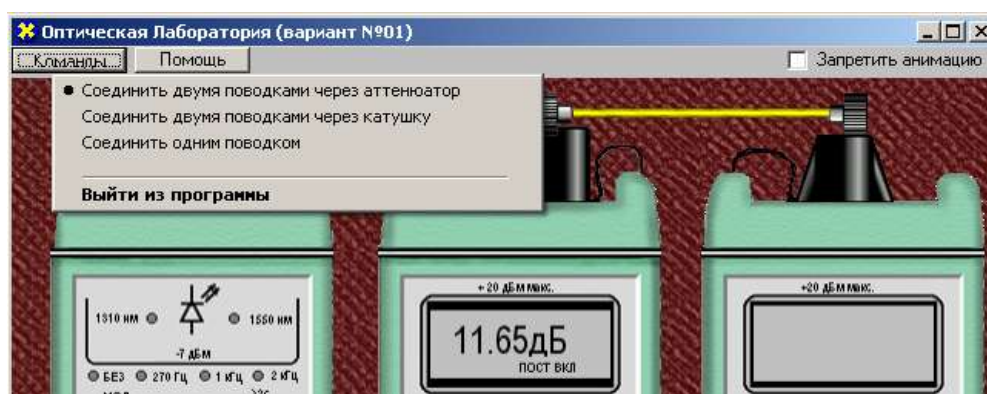 Оптическая Лаборатория (вариант №01)
Команды... Помощь Запретить анимацию
Соединить двумя поводками через аттенюатор
Соединить двумя поводками через катушку
Соединить одним поводком
Выйти из программы
1310 нм 1550 нм
-7 дБм
БЕЗ 270 Гц 1 кГц 2 кГц
+20 дБм макс.
11.65дБ
пост вкл
+20 дБм макс.